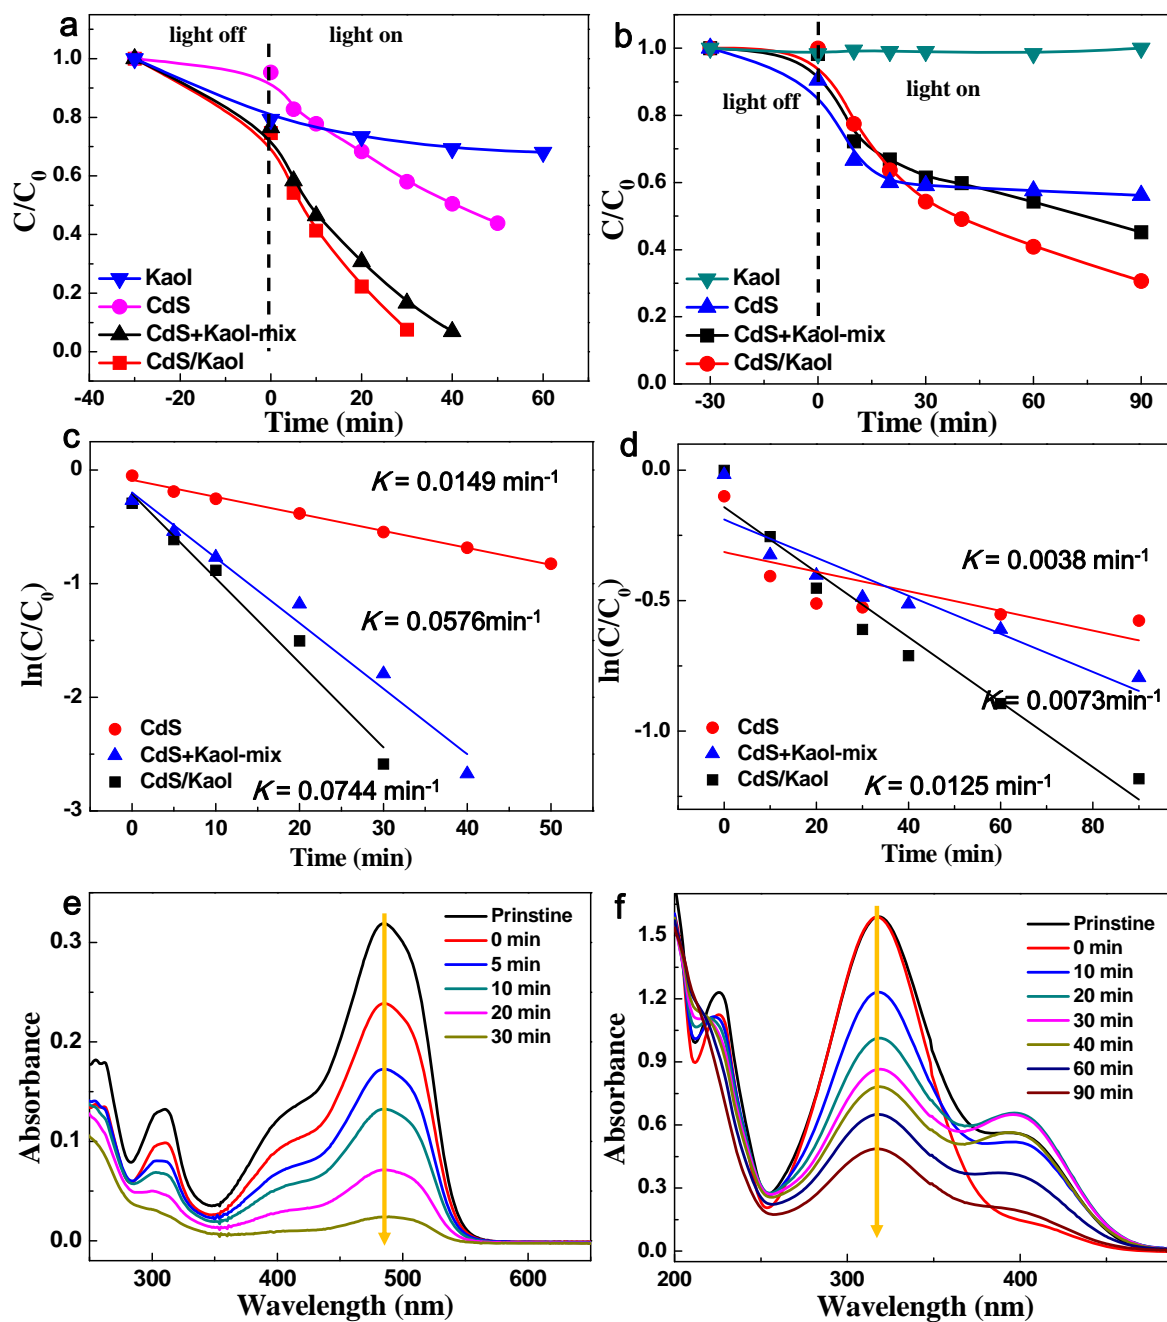 a
light off
light on
1.0
0.8
0.6
0.4
0.2
0.0
C/C0
Kaol
CdS
CdS+Kaol-mix
CdS/Kaol
-40
-20
0
20
40
60
Time (min)
b
light off
light on
1.0
0.8
0.6
0.4
0.2
0.0
C/C0
Kaol
CdS
CdS+Kaol-mix
CdS/Kaol
-30
0
30
60
90
Time (min)
c
0
-1
-2
-3
ln(C/C0)
K = 0.0149 min-1
K = 0.0576min-1
K = 0.0744 min-1
CdS
CdS+Kaol-mix
CdS/Kaol
0
10
20
30
40
50
Time (min)
d
0.0
-0.5
-1.0
ln(C/C0)
K = 0.0038 min-1
K = 0.0073min-1
K = 0.0125 min-1
CdS
CdS+Kaol-mix
CdS/Kaol
0
20
40
60
80
Time (min)
e
0.3
0.2
0.1
0.0
Absorbance
Prinstine
0 min
5 min
10 min
20 min
30 min
300
400
500
600
Wavelength (nm)
f
1.5
1.2
0.9
0.6
0.3
0.0
Absorbance
Prinstine
0 min
10 min
20 min
30 min
40 min
60 min
90 min
200
300
400
Wavelength (nm)